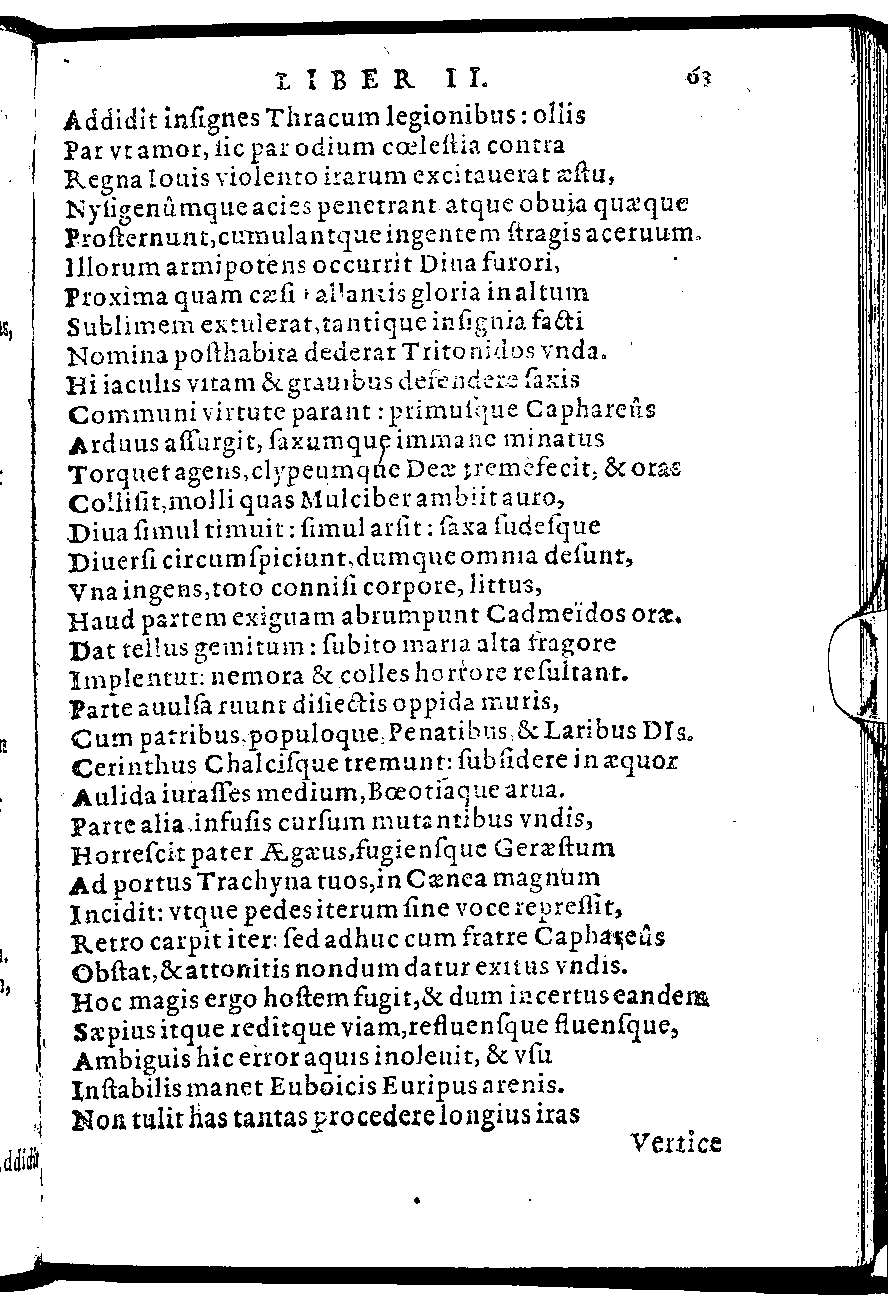 LIBER II. 63
Addidit inſignes Thracum legionibus: ollis
Par vt amor, ſic par odium cœleſtia contra
Regna Iouis violento irarum excitauerat æſtu,
Nyſigenûmque acies penetrant atque obuia quæque
Proſternunt, cumulantque ingentem ſtragis aceruum.
Illorum armipotens occurrit Diua furori,
Proxima quam cæſi Pallantis gloria in altum
Sublimem extulerat, tantique inſignia facti
Nomina poſthabita dederat Tritonidos vnda.
Hi iaculis vitam & grauibus defendere ſaxis
Communi virtute parant: primuſque Caphareûs
Arduus aſſurgit, ſaxumque immane minatus
Torquet agens, clypeumque Deæ tremefecit, & oras
Colliſit, molli quas Mulciber ambiit auro,
Diua ſimul timuit: ſimul arſit: ſaxa ſudeſque
Diuerſi circumſpiciunt, dumque omnia deſunt,
Vna ingens, toto conniſi corpore, littus,
Haud partem exiguam abrumpunt Cadmeïdos oræ.
Dat tellus gemitum: ſubito maria alta fragore
Implentur: nemora & colles horrore reſultant.
Parte auulſa ruunt diſiectis oppida muris,
Cum patribus, populoque, Penatibus, & Laribus DIs.
Cerinthus Chalciſque tremunt: ſubſidere in æquor
Aulida iuraſſes medium, Bœotiaque arua.
Parte alia, infuſis curſum mutantibus vndis,
Horreſcit pater Ægæus, fugienſque Geræſtum
Ad portus Trachyna tuos, in Cænea magnum
Incidit: vtque pedes iterum ſine voce repreſſit,
Retro carpit iter: ſed adhuc cum fratre Caphareûs
Obſtat, & attonitis nondum datur exitus vndis.
Hoc magis ergo hoſtem fugit, & dum incertus eandem
Sæpius itque reditque viam, refluenſque fluenſque,
Ambiguis hic error aquis inoleuit, & vſu
Inſtabilis manet Euboicis Euripus arenis.
Non tulit has tantas procedere longius iras
Vertice